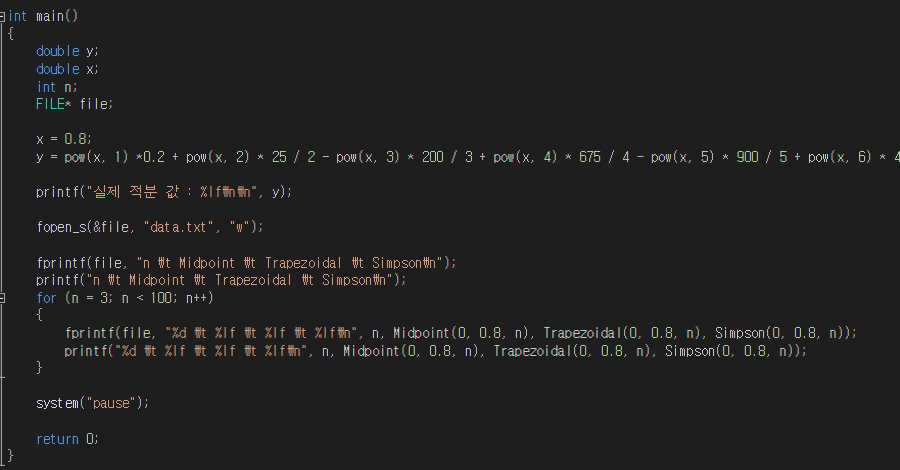 int main()
{
double y;
double x;
int n;
FILE* file;
x = 0.8;
y = pow(x, 1) *0.2 + pow(x, 2) * 25 / 2 - pow(x, 3) * 200 / 3 + pow(x, 4) * 675 / 4 - pow(x, 5) * 900 / 5 + pow(x, 6) * 4
printf("실제 적분 값 : %lf₩n₩n", y);
fopen_s(&file, "data.txt", "w");
fprintf(file, "n ₩t Midpoint ₩t Trapezoidal ₩t Simpson₩n");
printf("n ₩t Midpoint ₩t Trapezoidal ₩t Simpson₩n");
for (n = 3; n < 100; n++)
{
fprintf(file, "%d ₩t %lf ₩t %lf ₩t %lf₩n", n, Midpoint(0, 0.8, n), Trapezoidal(0, 0.8, n), Simpson(0, 0.8, n));
printf("%d ₩t %lf ₩t %lf ₩t %lf₩n", n, Midpoint(0, 0.8, n), Trapezoidal(0, 0.8, n), Simpson(0, 0.8, n));
}
system("pause");
return 0;
}